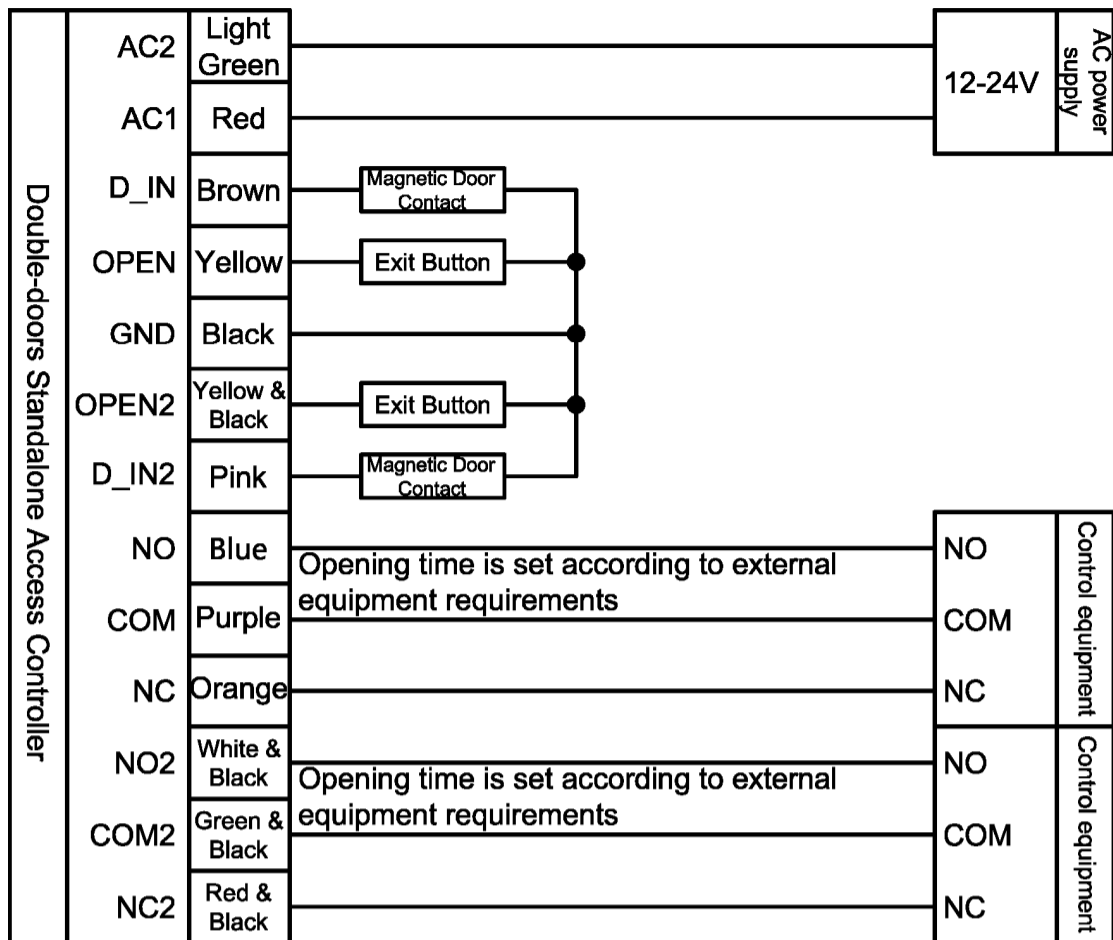 Double-doors Standalone Access Controller
AC2
Light
Green
12-24V
AC power
supply
AC1
Red
D_IN
Brown
Magnetic Door
Contact
OPEN
Yellow
Exit Button
GND
Black
OPEN2
Yellow &
Black
Exit Button
D_IN2
Pink
Magnetic Door
Contact
NO
Blue
Opening time is set according to external
equipment requirements
NO
Control equipment
COM
Purple
COM
NC
Orange
NC
NO2
White &
Black
Opening time is set according to external
equipment requirements
NO
Control equipment
COM2
Green &
Black
COM
NC2
Red &
Black
NC